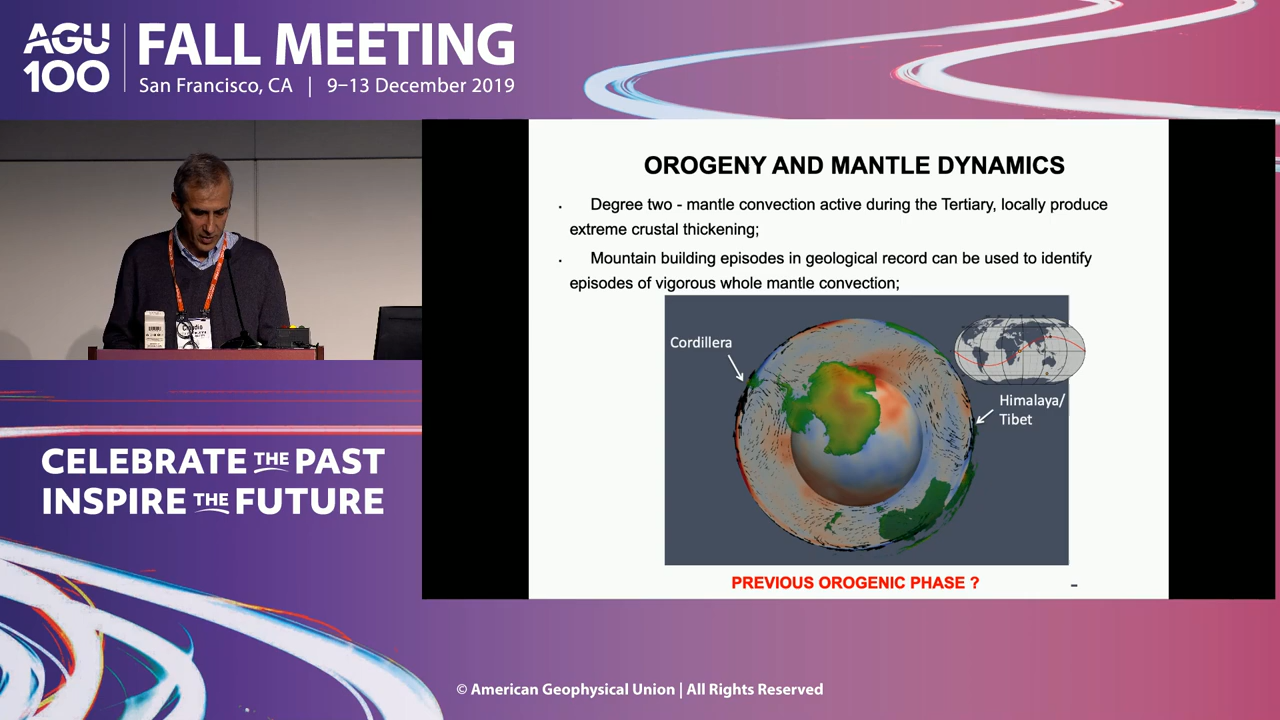 AGU
100
FALL MEETING
San Francisco, CA | 9–13 December 2019
OROGENY AND MANTLE DYNAMICS
· Degree two - mantle convection active during the Tertiary, locally produce
extreme crustal thickening;
· Mountain building episodes in geological record can be used to identify
episodes of vigorous whole mantle convection;
Cordillera
Himalaya/
Tibet
PREVIOUS OROGENIC PHASE ?
–
Claudio
CELEBRATE THE PAST
INSPIRE THE FUTURE
© American Geophysical Union | All Rights Reserved